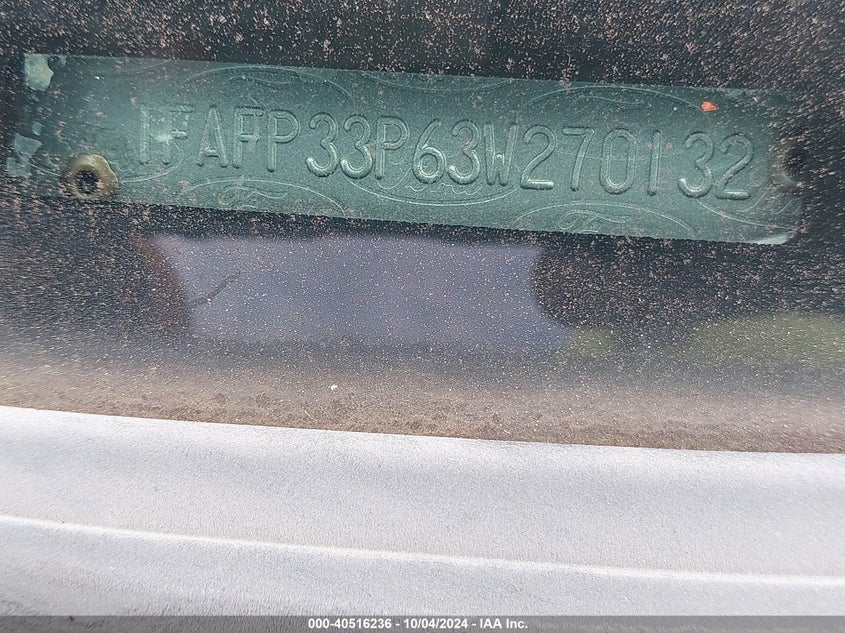 1FAFP33P63W270132
000-40516236 - 10/04/2024 - IAA Inc.